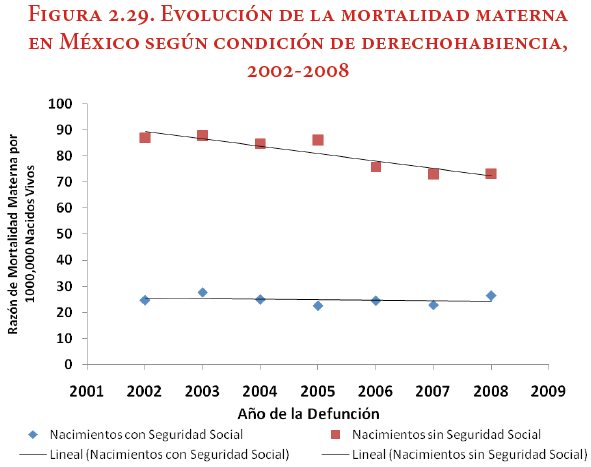 Figura 2.29. Evolución de la mortalidad materna
en México según condición de derechohabiencia,
2002-2008
100
90
80
70
60
50
40
30
20
10
0
Razón de Mortalidad Materna por
1000,000 Nacidos Vivos
2001 2002 2003 2004 2005 2006 2007 2008 2009
Año de la Defunción
Nacimientos con Seguridad Social Nacimientos sin Seguridad Social
Lineal (Nacimientos con Seguridad Social) Lineal (Nacimientos sin Seguridad Social)